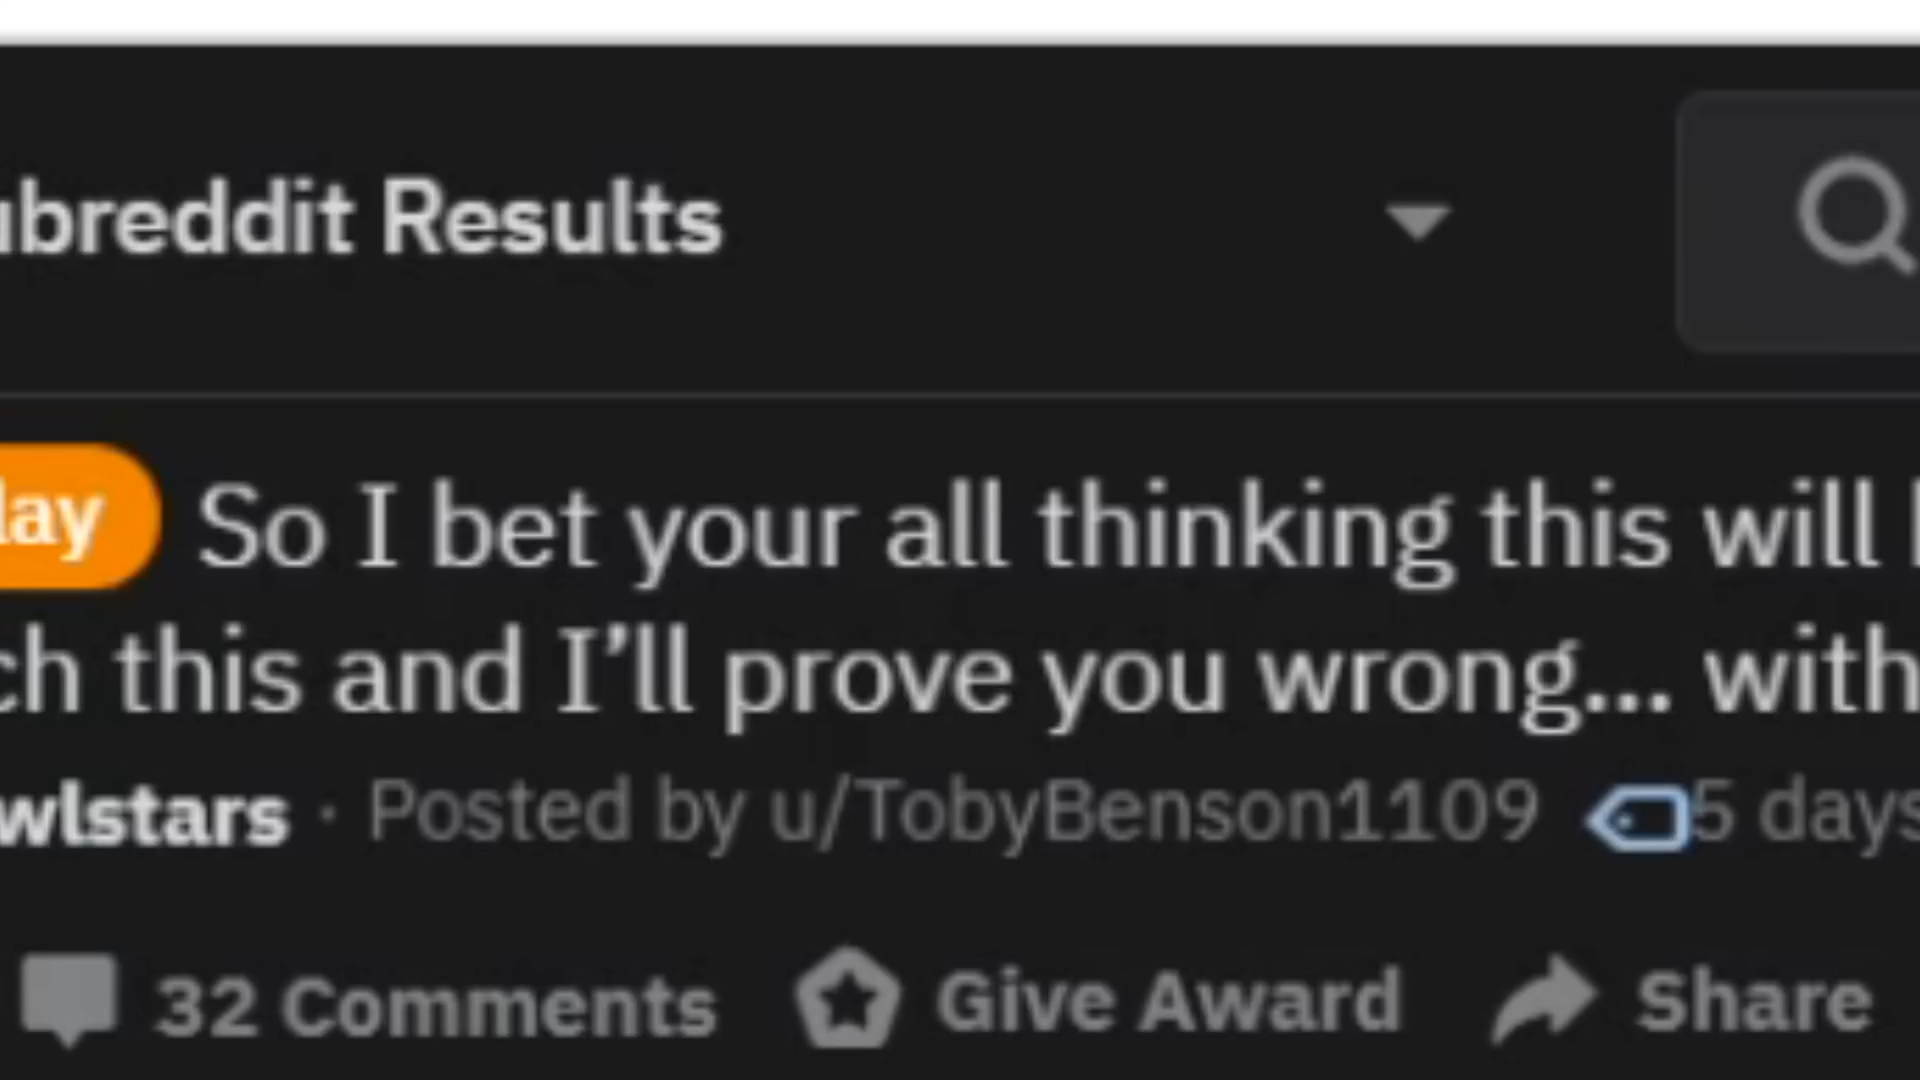 ubreddit Results
lay So I bet your all thinking this will
ch this and I’ll prove you wrong... with
wlstars · Posted by u/TobyBenson1109 5 days
32 Comments Give Award Share